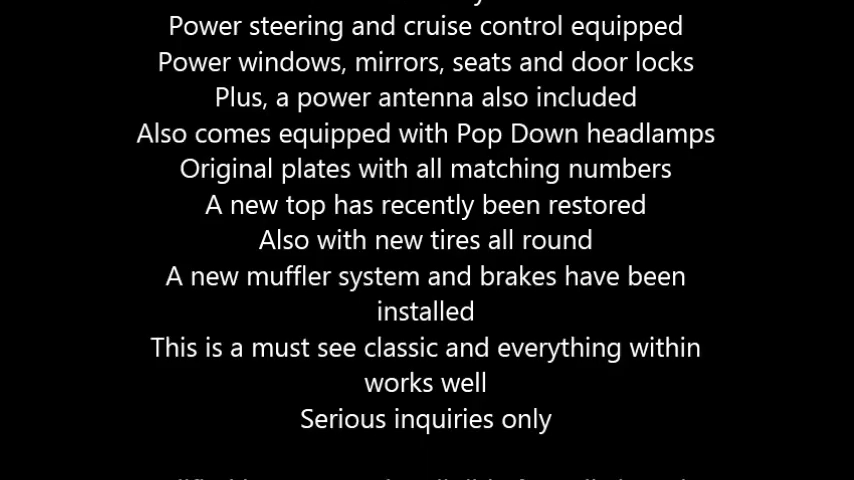 Power steering and cruise control equipped
Power windows, mirrors, seats and door locks
Plus, a power antenna also included
Also comes equipped with Pop Down headlamps
Original plates with all matching numbers
A new top has recently been restored
Also with new tires all round
A new muffler system and brakes have been
installed
This is a must see classic and everything within
works well
Serious inquiries only